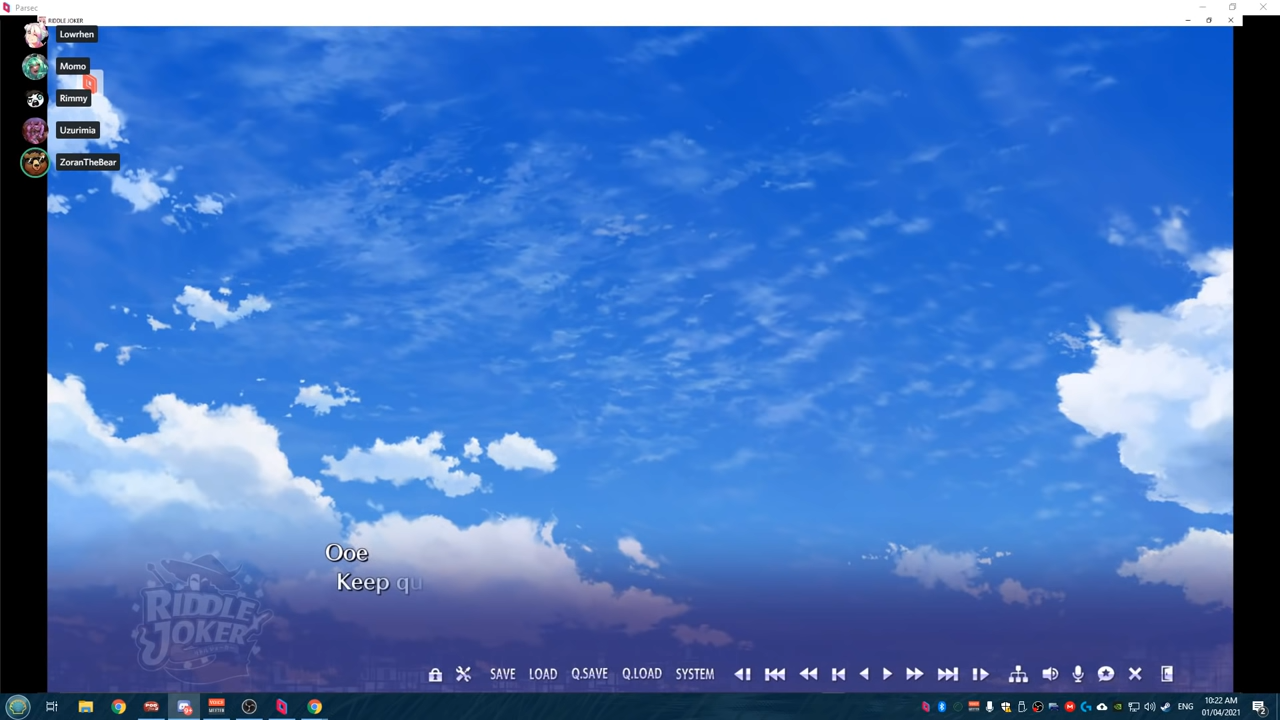 Parsec
RIDDLE JOKER
Lowrhen
Momo
Rimmy
Uzurimia
ZoranTheBear
Ooe
Keep qu
RIDDLE
JOKER
SAVE LOAD Q.SAVE Q.LOAD SYSTEM
ENG
10:22 AM
01/04/2021